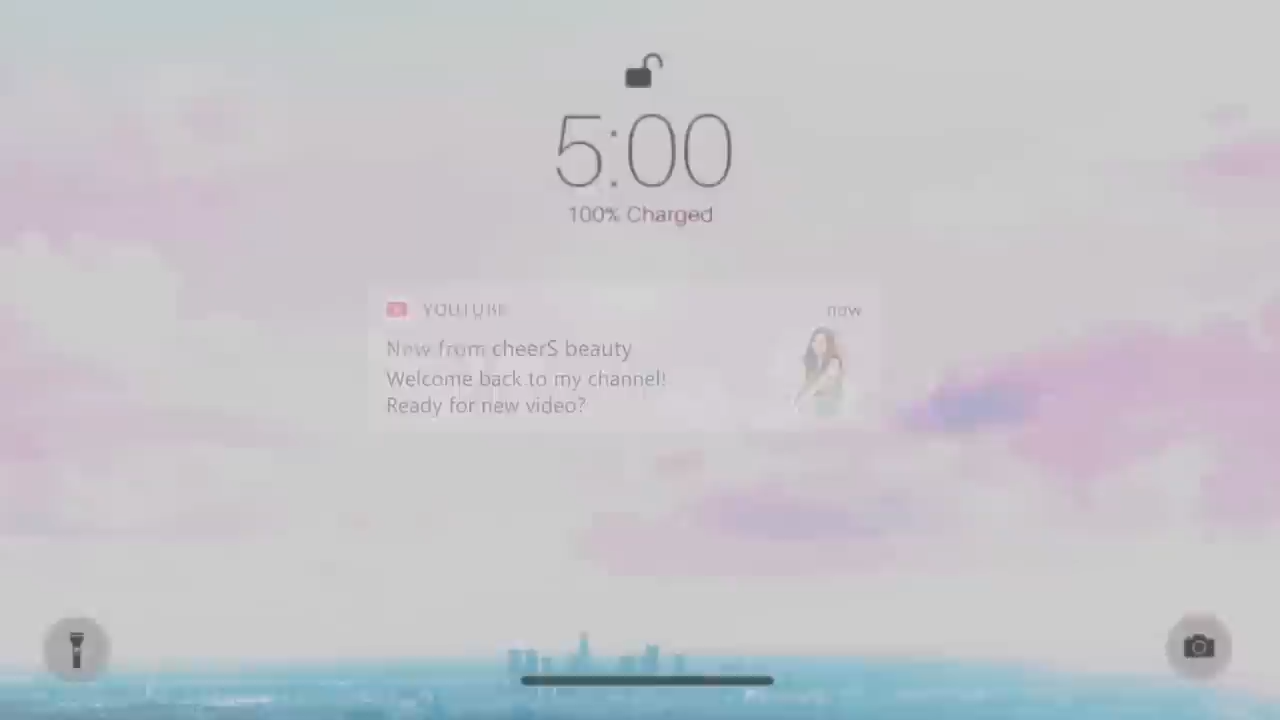 5:00
100% Charged
YOUTUBE
now
New from cheerS beauty
Welcome back to my channel!
Ready for new video?